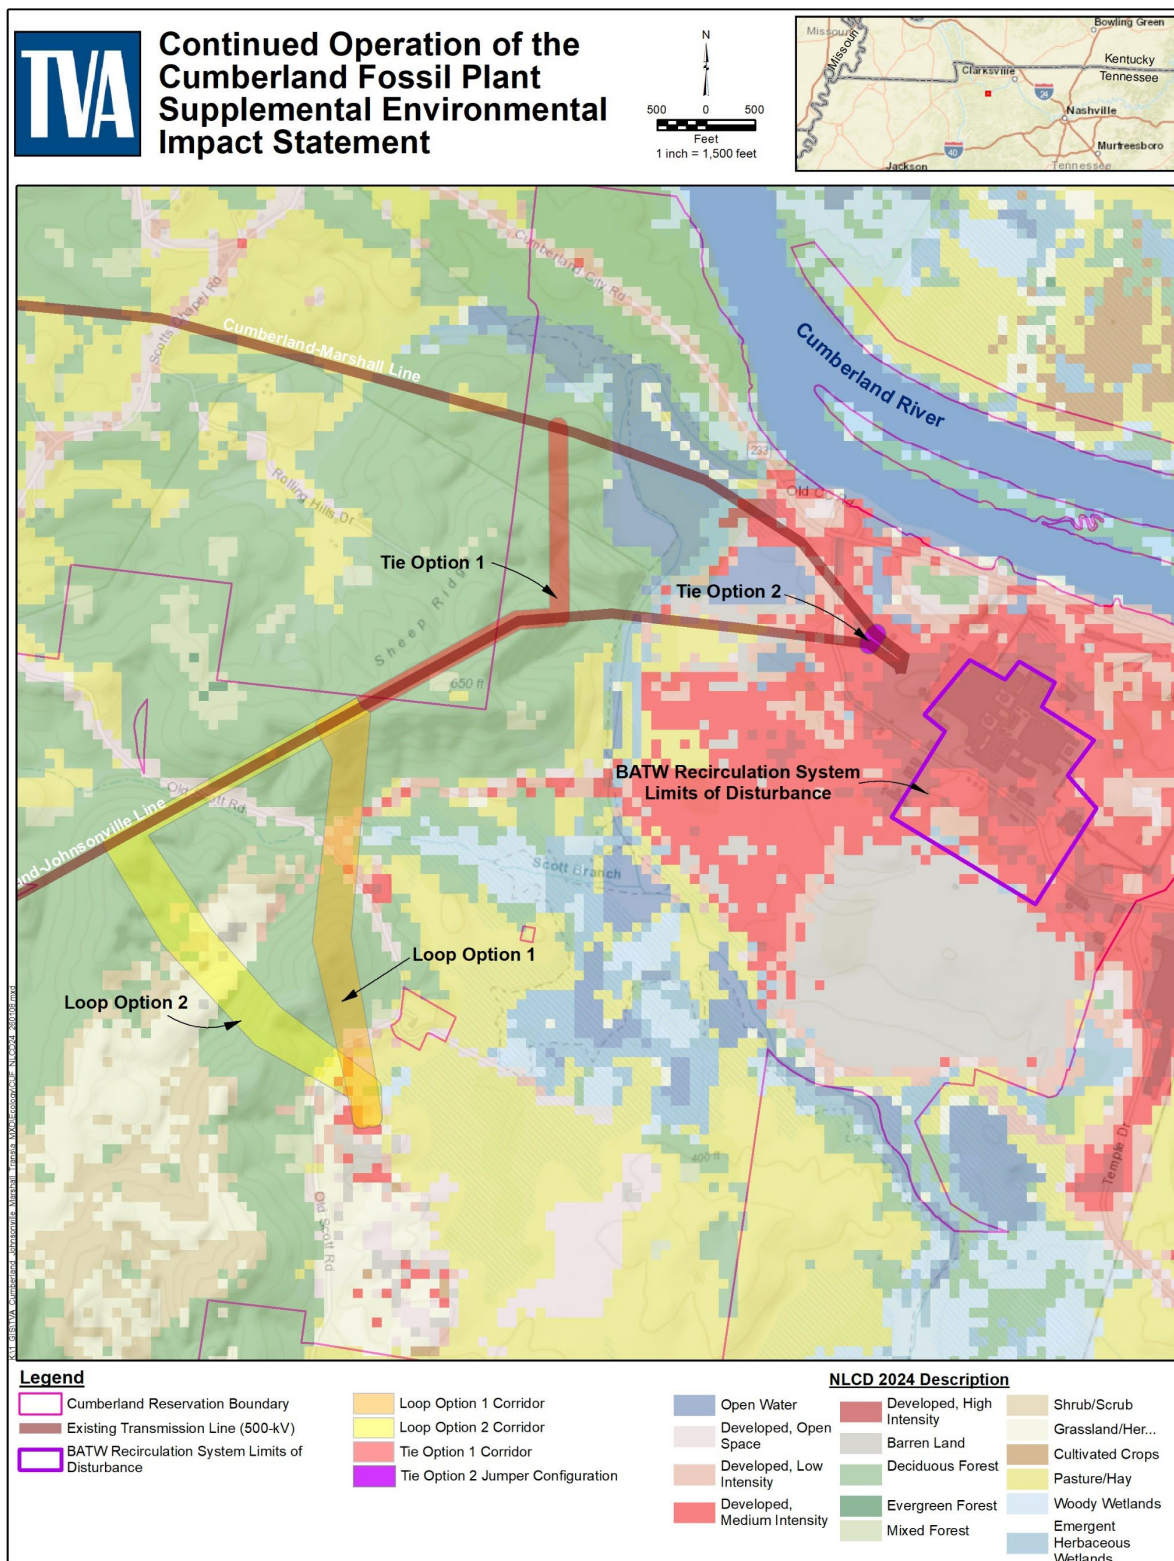 TVA
Continued Operation of the
Cumberland Fossil Plant
Supplemental Environmental
Impact Statement
N
500 0 500
Feet
1 inch = 1,500 feet
Missouri
Missouri
Bowling Green
Kentucky
Tennessee
Clarksville
24
Nashville
40
Murfreesboro
Jackson
Tennessee
Cumberland City Rd
Scotts Chapel Rd
Cumberland-Marshall Line
Cumberland River
233
Old CC Rd
Rolling Hills Dr
Tie Option 1
Tie Option 2
Sheep Ridge
650 ft
BATW Recirculation System
Limits of Disturbance
Old Scott Rd
and-Johnsonville Line
Scott Branch
Loop Option 1
Loop Option 2
400 ft
Temple Dr
Old Scott Rd
Legend
Cumberland Reservation Boundary
Existing Transmission Line (500-kV)
BATW Recirculation System Limits of
Disturbance
Loop Option 1 Corridor
Loop Option 2 Corridor
Tie Option 1 Corridor
Tie Option 2 Jumper Configuration
NLCD 2024 Description
Open Water
Developed, Open
Space
Developed, Low
Intensity
Developed,
Medium Intensity
Developed, High
Intensity
Barren Land
Deciduous Forest
Evergreen Forest
Mixed Forest
Shrub/Scrub
Grassland/Her...
Cultivated Crops
Pasture/Hay
Woody Wetlands
Emergent
Herbaceous
Wetlands